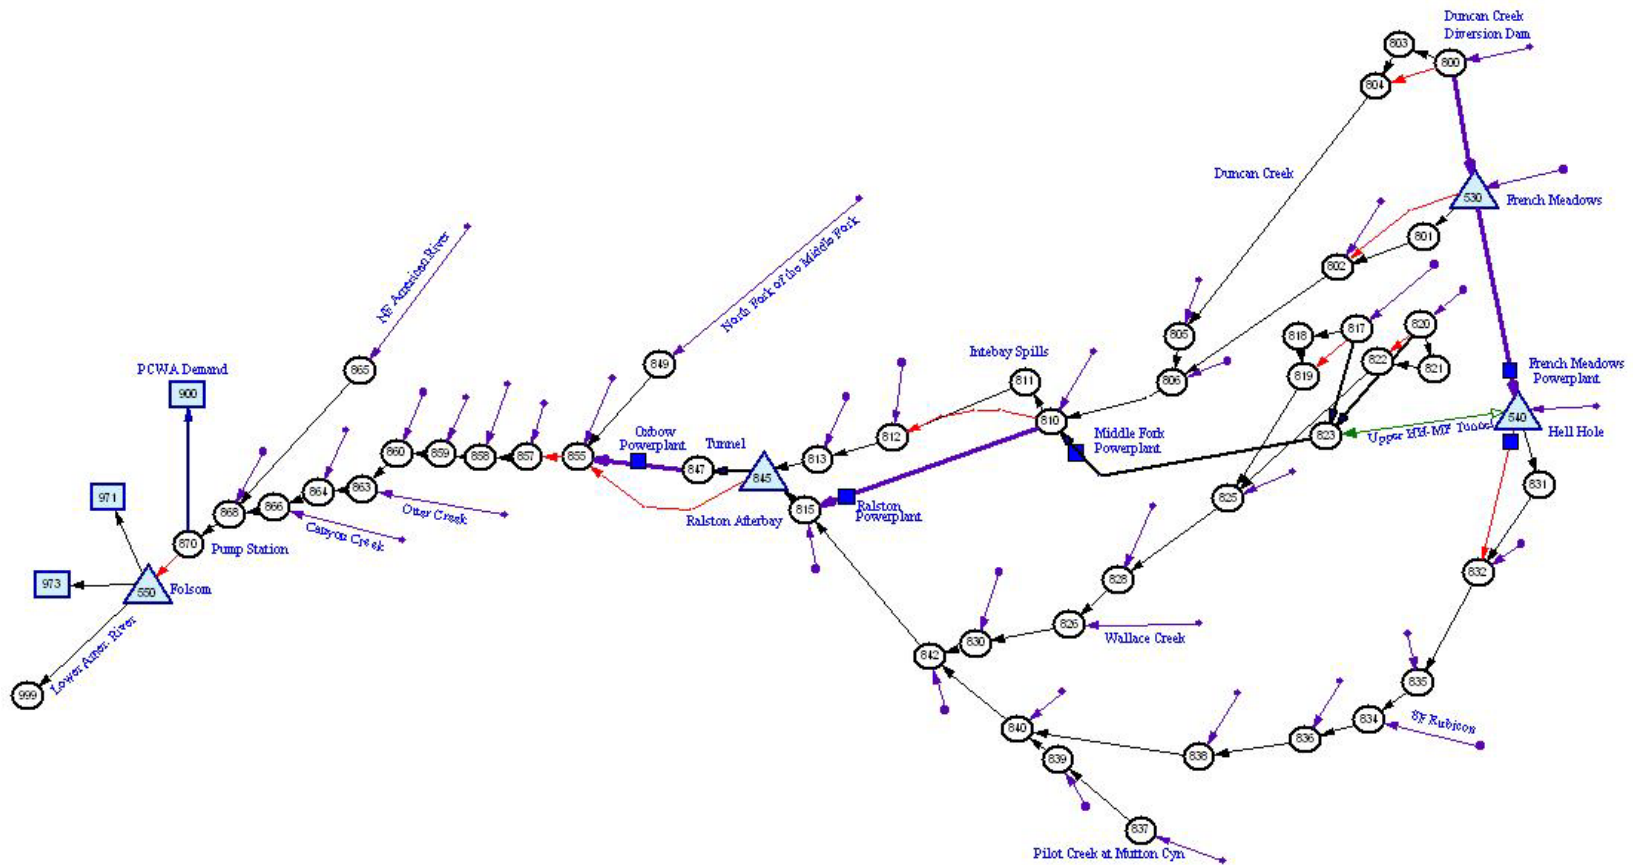 Duncan Creek
Diversion Dam
803
800
804
Duncan Creek
530
French Meadows
801
802
North Fork of the Middle Fork
NF American River
805
818
817
820
822
821
819
806
Intebay Spills
811
849
865
PCWA Demand
900
French Meadows
Powerplant
540
Hell Hole
Upper HH-MF Tunnel
823
810
Middle Fork
Powerplant
812
813
Oxbow
Powerplant
Tunnel
860
859
858
857
855
847
845
831
825
971
864
863
Otter Creek
868
866
Canyon Creek
Ralston Afterbay
815
Ralston
Powerplant
870
Pump Station
973
550
Folsom
832
828
826
Wallace Creek
830
842
Lower Amer. River
999
835
834
SF Rubicon
840
836
838
839
837
Pilot Creek at Mutton Cyn